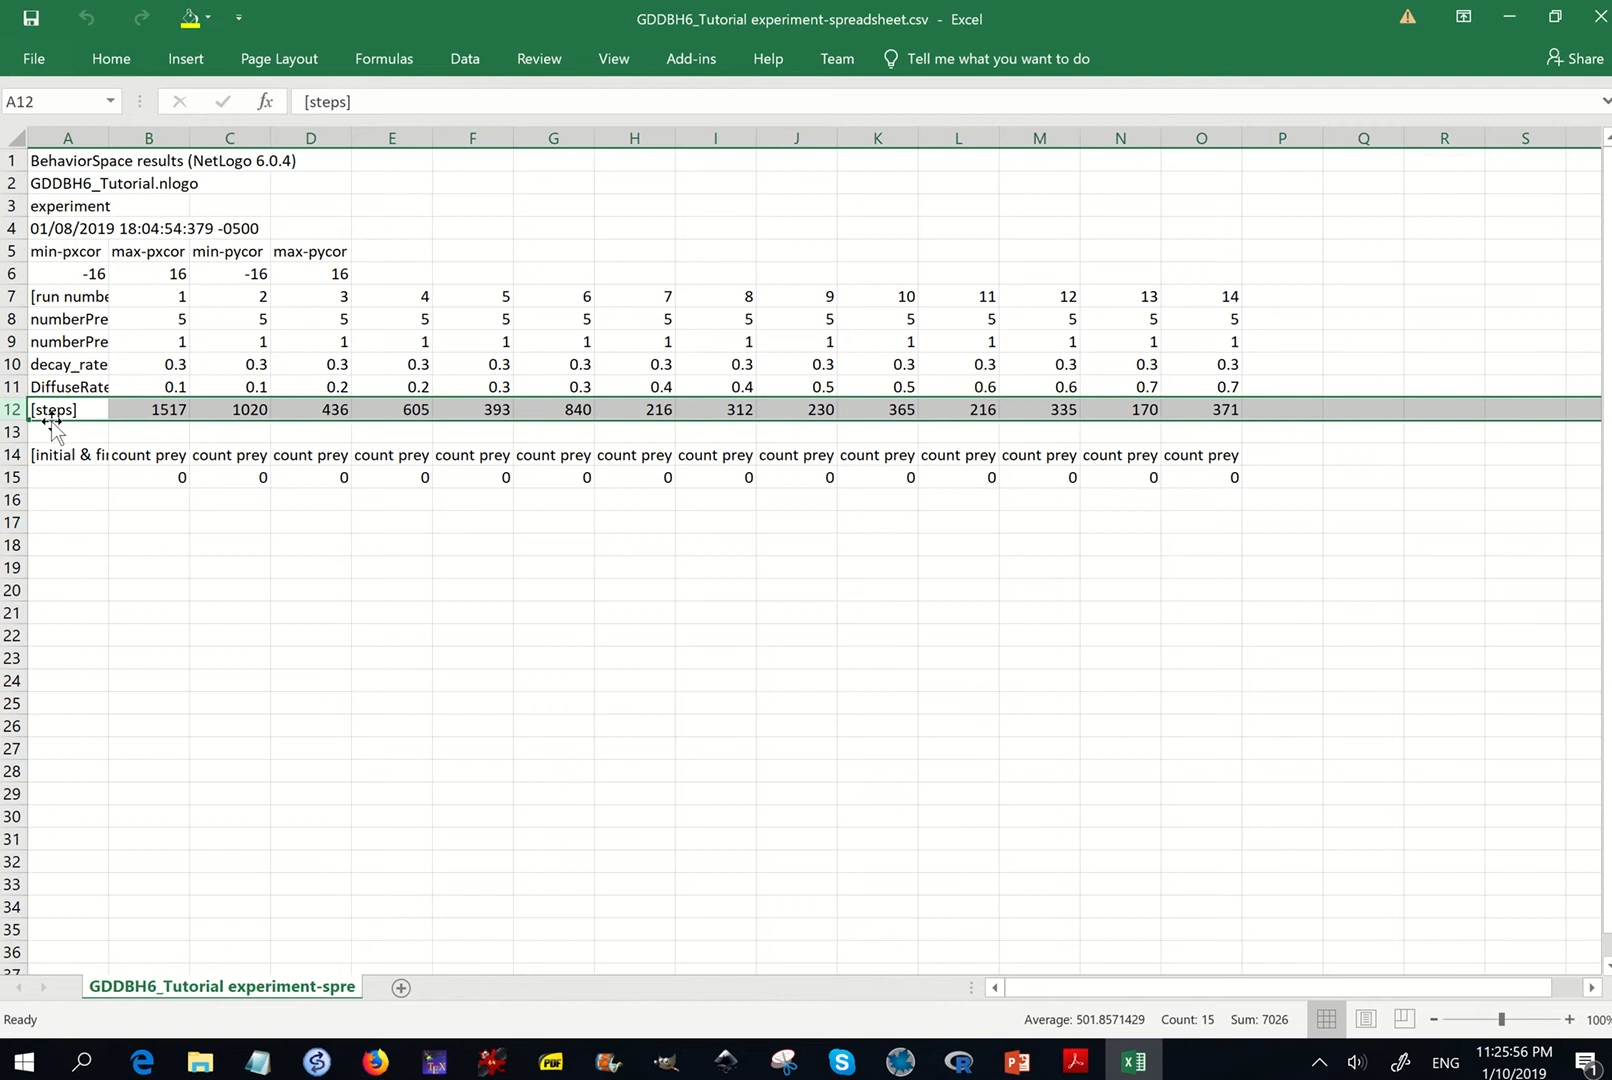 GDDBH6_Tutorial experiment-spreadsheet.csv - Excel
File Home Insert Page Layout Formulas Data Review View Add-ins Help Team Tell me what you want to do Share
A12 fx [steps]
A B C D E F G H I J K L M N O P Q R S
1 BehaviorSpace results (NetLogo 6.0.4)
2 GDDBH6_Tutorial.nlogo
3 experiment
4 01/08/2019 18:04:54:379 -0500
5 min-pxcor max-pxcor min-pycor max-pycor
6 -16 16 -16 16
7 [run numbe 1 2 3 4 5 6 7 8 9 10 11 12 13 14
8 numberPre 5 5 5 5 5 5 5 5 5 5 5 5 5 5
9 numberPre 1 1 1 1 1 1 1 1 1 1 1 1 1 1
10 decay_rate 0.3 0.3 0.3 0.3 0.3 0.3 0.3 0.3 0.3 0.3 0.3 0.3 0.3 0.3
11 DiffuseRate 0.1 0.1 0.2 0.2 0.3 0.3 0.4 0.4 0.5 0.5 0.6 0.6 0.7 0.7
12 [steps] 1517 1020 436 605 393 840 216 312 230 365 216 335 170 371
13
14 [initial & fi count prey count prey count prey count prey count prey count prey count prey count prey count prey count prey count prey count prey count prey count prey
15 0 0 0 0 0 0 0 0 0 0 0 0 0 0
16
17
18
19
20
21
22
23
24
25
26
27
28
29
30
31
32
33
34
35
36
37
GDDBH6_Tutorial experiment-spre
Ready Average: 501.8571429 Count: 15 Sum: 7026 100%
PDF ENG 11:25:56 PM
1/10/2019 1